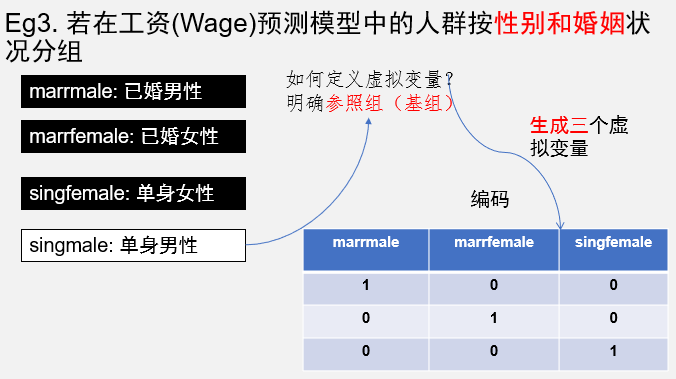 Eg3. 若在工资(Wage)预测模型中的人群按性别和婚姻状
况分组
marrmale: 已婚男性
marrfemale: 已婚女性
singfemale: 单身女性
singmale: 单身男性
如何定义虚拟变量？
明确参照组（基组）
生成三个虚
拟变量
编码
marrmale marrfemale singfemale
1 0 0
0 1 0
0 0 1